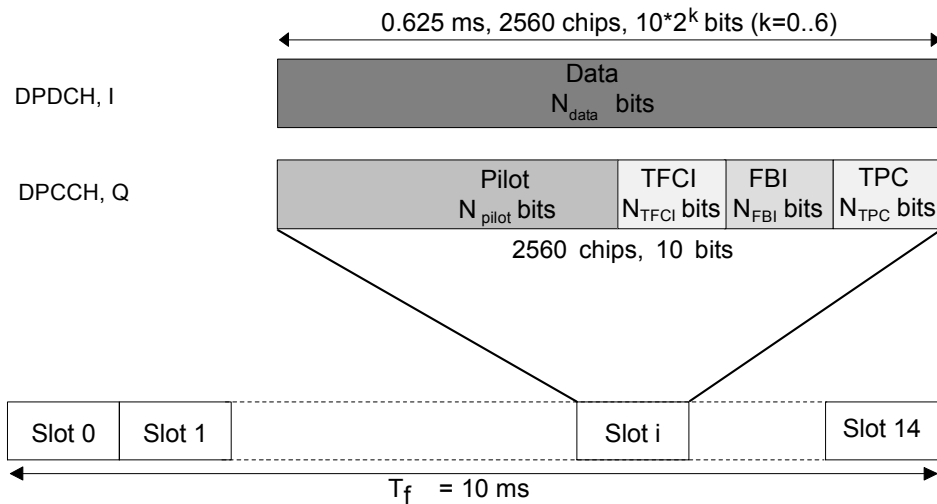 0.625 ms, 2560 chips, 10*2^k bits (k=0..6)
DPDCH, I
Data
N_data bits
DPCCH, Q
Pilot
N_pilot bits
TFCI
N_TFCI bits
FBI
N_FBI bits
TPC
N_TPC bits
2560 chips, 10 bits
Slot 0 Slot 1 Slot i Slot 14
T_f = 10 ms